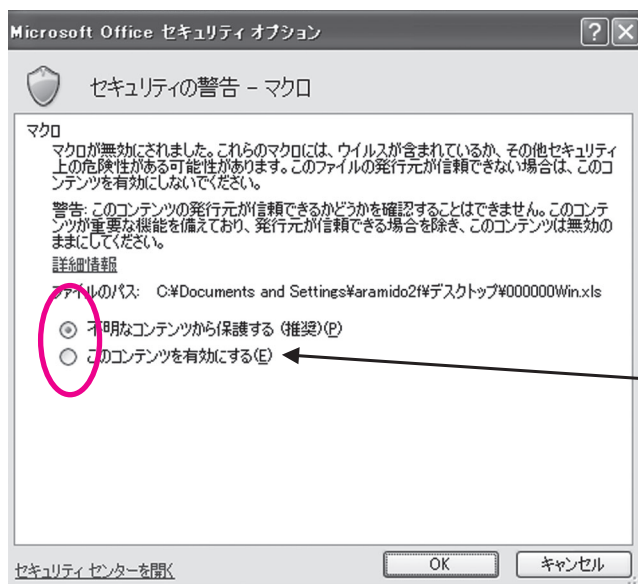 Microsoft Office セキュリティ オプション
セキュリティの警告 - マクロ
マクロ
マクロが無効にされました。これらのマクロには、ウイルスが含まれているか、その他セキュリティ
上の危険性がある可能性があります。このファイルの発行元が信頼できない場合は、このコ
ンテンツを有効にしないでください。
警告: このコンテンツの発行元が信頼できるかどうかを確認することはできません。このコンテ
ンツが重要な機能を備えており、発行元が信頼できる場合を除き、このコンテンツは無効の
ままにしてください。
詳細情報
ファイルのパス: C:¥Documents and Settings¥aramido2f¥デスクトップ¥000000Win.xls
不明なコンテンツから保護する (推奨)(P)
このコンテンツを有効にする(E)
セキュリティ センターを開く
OK
キャンセル